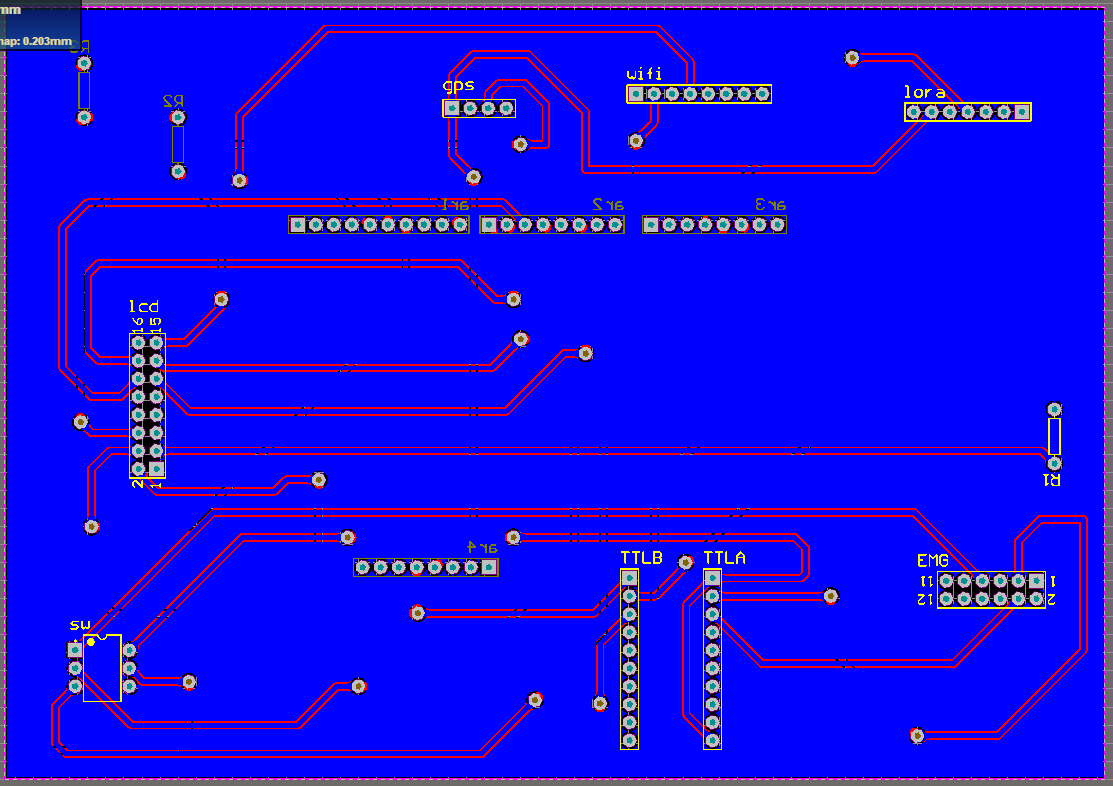 mm
nap: 0.203mm
R2
wifi
gps
lora
ar1
ar2
ar3
lcd
16
15
2
1
R1
ar4
TTLB
TTLA
EMG
11
1
12
2
sw